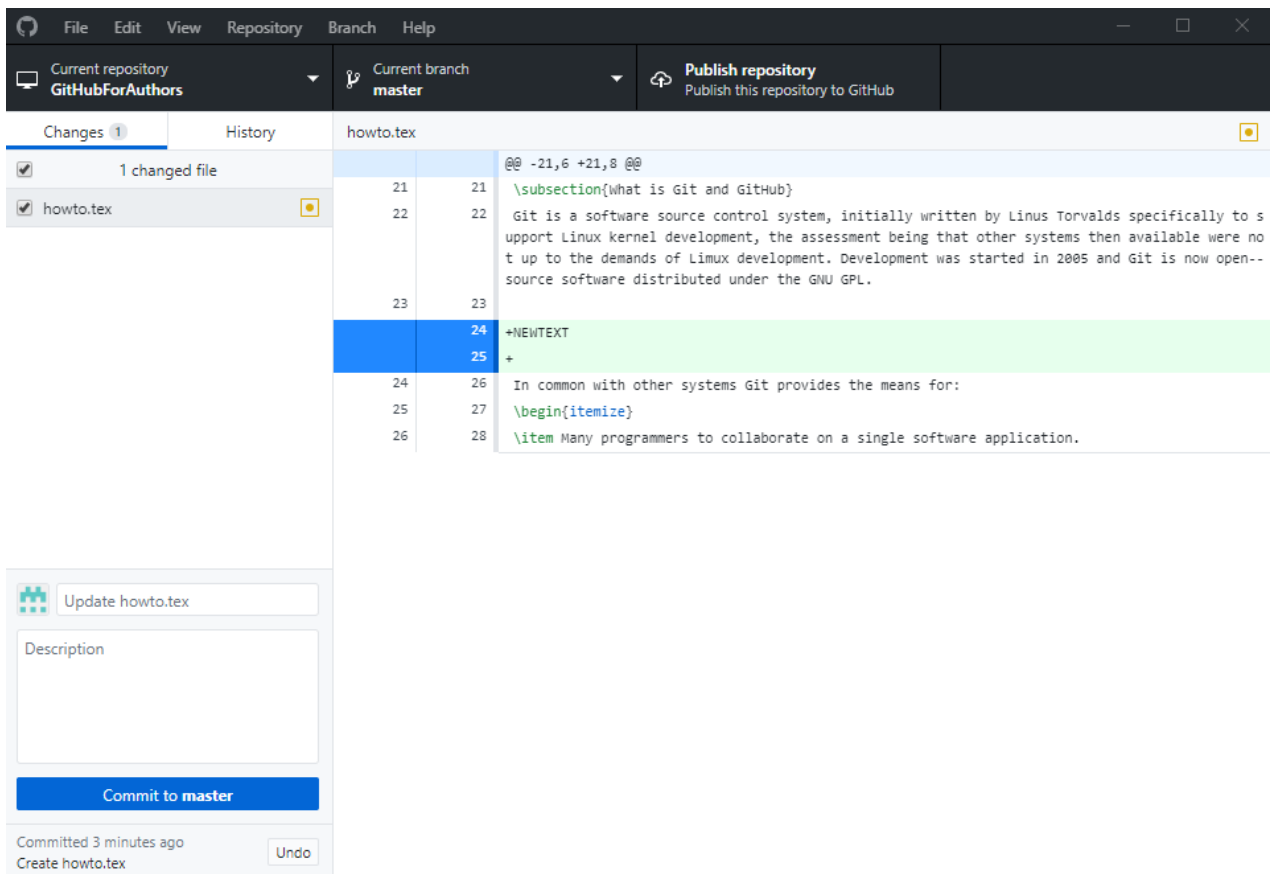 File Edit View Repository Branch Help
Current repository
GitHubForAuthors
Current branch
master
Publish repository
Publish this repository to GitHub
Changes 1 History
howto.tex
1 changed file
howto.tex
@@ -21,6 +21,8 @@
21 21 \subsection{What is Git and GitHub}
22 22 Git is a software source control system, initially written by Linus Torvalds specifically to s
upport Linux kernel development, the assessment being that other systems then available were no
t up to the demands of Limux development. Development was started in 2005 and Git is now open--
source software distributed under the GNU GPL.
23 23
24 +NEWTEXT
25 +
24 26 In common with other systems Git provides the means for:
25 27 \begin{itemize}
26 28 \item Many programmers to collaborate on a single software application.
Update howto.tex
Description
Commit to master
Committed 3 minutes ago
Create howto.tex
Undo